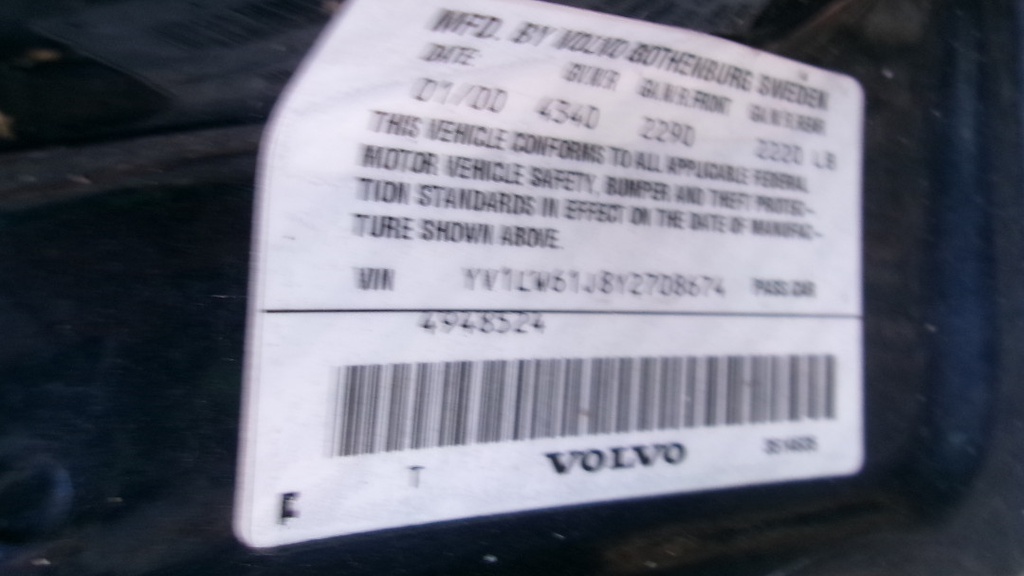 MFD. BY VOLVO GOTHENBURG SWEDEN
DATE G.V.W.R. G.A.W.R.FRONT G.A.W.R.REAR
01/00 4340 2290 2220 LB
THIS VEHICLE CONFORMS TO ALL APPLICABLE FEDERAL
MOTOR VEHICLE SAFETY, BUMPER AND THEFT PROTEC-
TION STANDARDS IN EFFECT ON THE DATE OF MANUFAC-
TURE SHOWN ABOVE.
VIN YV1LW61J8Y2708674 PASS.CAR
4948524
T VOLVO
F